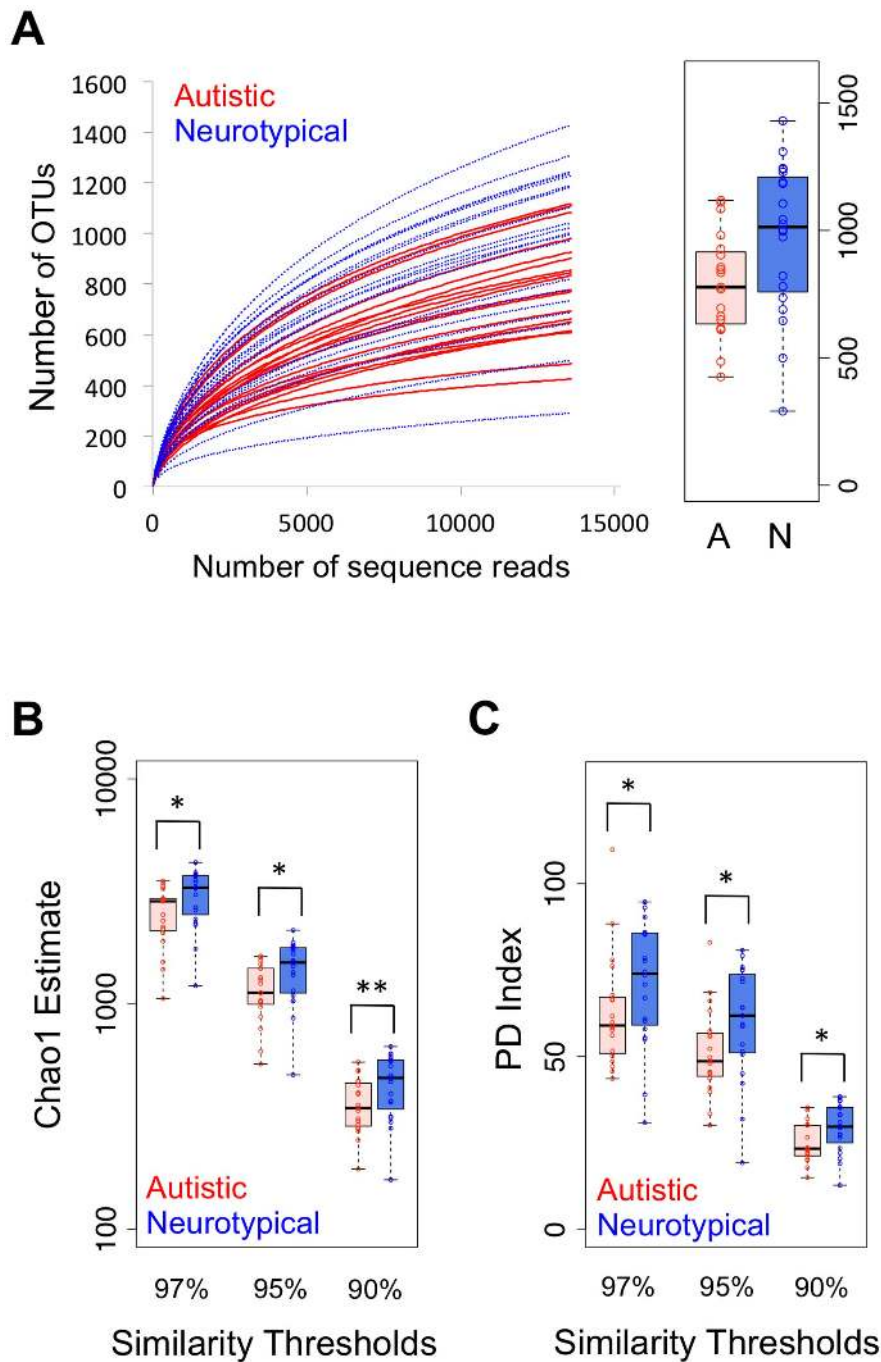 A
1600
1400
1200
1000
800
600
400
200
0
Autistic
Neurotypical
Number of OTUs
0 5000 10000 15000
Number of sequence reads
1500
1000
500
0
A N
B
10000
1000
100
Chao1 Estimate
*
*
**
Autistic
Neurotypical
97% 95% 90%
Similarity Thresholds
C
100
50
0
PD Index
*
*
*
Autistic
Neurotypical
97% 95% 90%
Similarity Thresholds